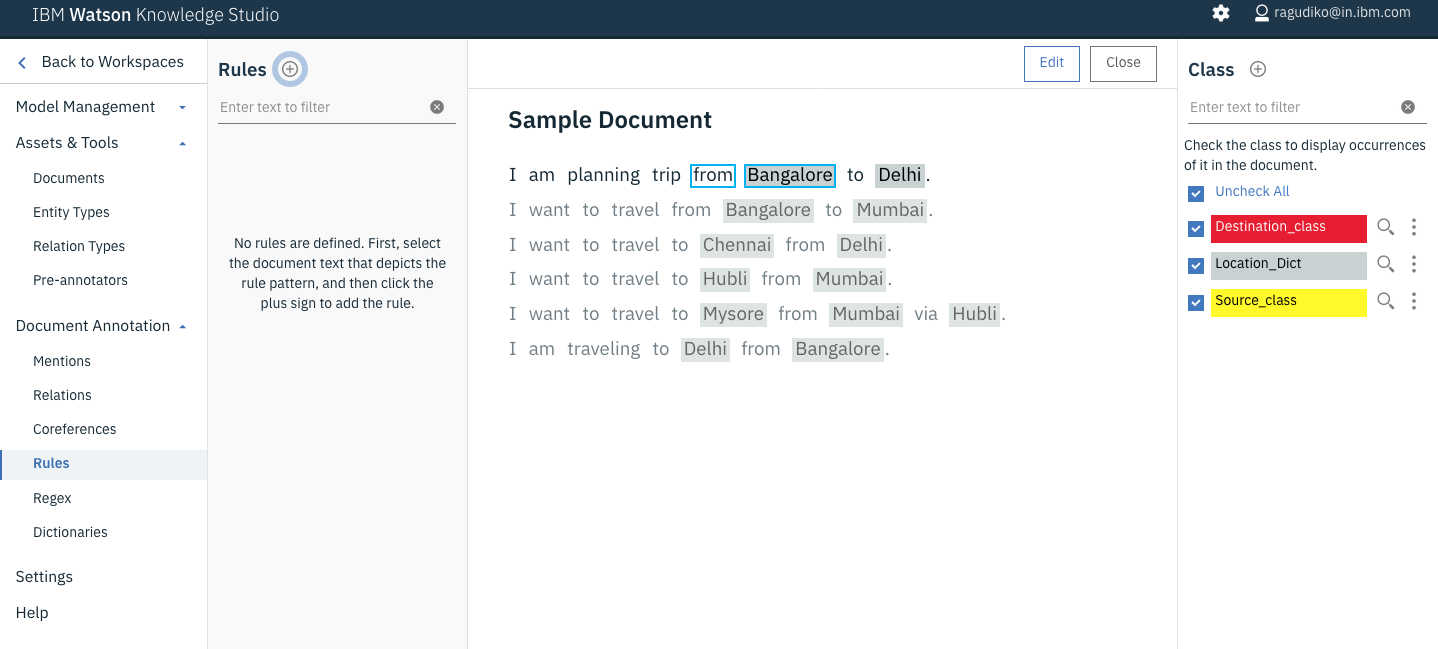 IBM Watson Knowledge Studio
ragudiko@in.ibm.com
Back to Workspaces
Model Management
Assets & Tools
Documents
Entity Types
Relation Types
Pre-annotators
Document Annotation
Mentions
Relations
Coreferences
Rules
Regex
Dictionaries
Settings
Help
Rules
Enter text to filter
No rules are defined. First, select
the document text that depicts the
rule pattern, and then click the
plus sign to add the rule.
Edit
Close
Sample Document
I am planning trip from Bangalore to Delhi.
I want to travel from Bangalore to Mumbai.
I want to travel to Chennai from Delhi.
I want to travel to Hubli from Mumbai.
I want to travel to Mysore from Mumbai via Hubli.
I am traveling to Delhi from Bangalore.
Class
Enter text to filter
Check the class to display occurrences
of it in the document.
Uncheck All
Destination_class
Location_Dict
Source_class